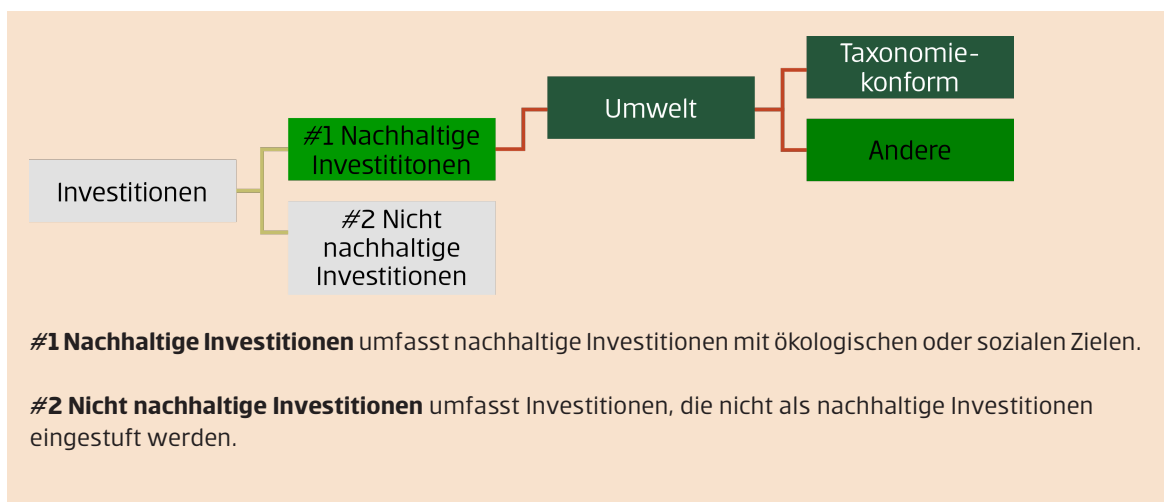 Taxonomie-
konform
Umwelt
Andere
#1 Nachhaltige
Investititonen
Investitionen
#2 Nicht
nachhaltige
Investitionen
#1 Nachhaltige Investitionen umfasst nachhaltige Investitionen mit ökologischen oder sozialen Zielen.
#2 Nicht nachhaltige Investitionen umfasst Investitionen, die nicht als nachhaltige Investitionen
eingestuft werden.